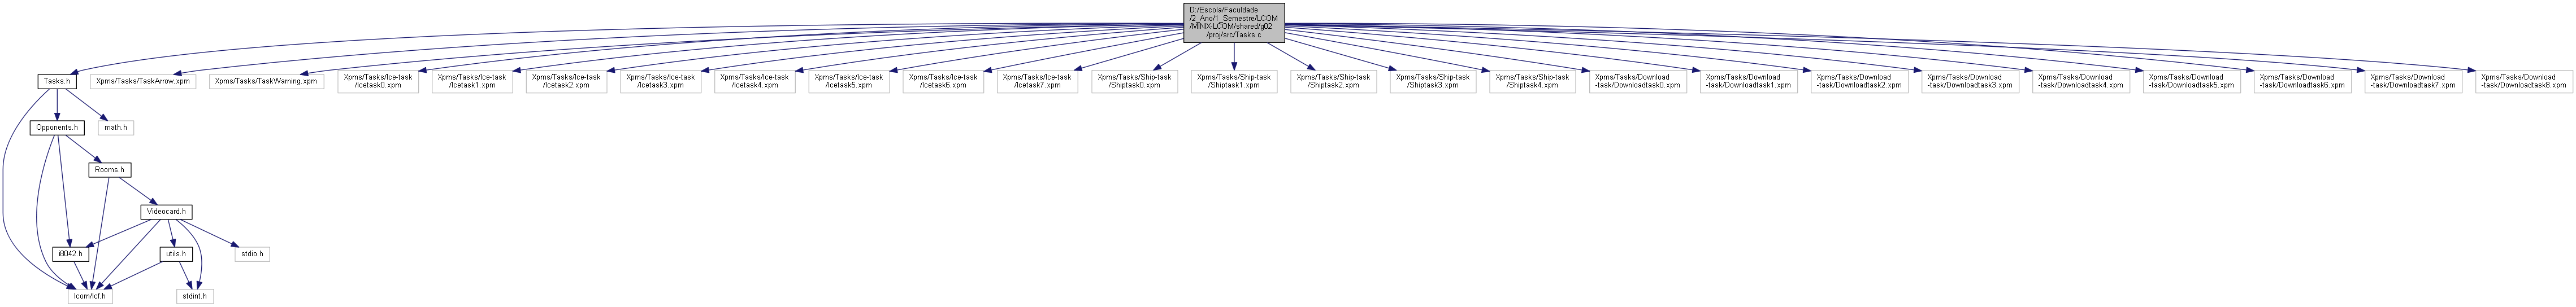 D:/Escola/Faculdade
/2_Ano/1_Semestre/LCOM
/MINIX-LCOM/shared/g02
/proj/src/Tasks.c
Tasks.h
Xpms/Tasks/TaskArrow.xpm
Xpms/Tasks/TaskWarning.xpm
Xpms/Tasks/Ice-task
/Icetask0.xpm
Xpms/Tasks/Ice-task
/Icetask1.xpm
Xpms/Tasks/Ice-task
/Icetask2.xpm
Xpms/Tasks/Ice-task
/Icetask3.xpm
Xpms/Tasks/Ice-task
/Icetask4.xpm
Xpms/Tasks/Ice-task
/Icetask5.xpm
Xpms/Tasks/Ice-task
/Icetask6.xpm
Xpms/Tasks/Ice-task
/Icetask7.xpm
Xpms/Tasks/Ship-task
/Shiptask0.xpm
Xpms/Tasks/Ship-task
/Shiptask1.xpm
Xpms/Tasks/Ship-task
/Shiptask2.xpm
Xpms/Tasks/Ship-task
/Shiptask3.xpm
Xpms/Tasks/Ship-task
/Shiptask4.xpm
Xpms/Tasks/Download
-task/Downloadtask0.xpm
Xpms/Tasks/Download
-task/Downloadtask1.xpm
Xpms/Tasks/Download
-task/Downloadtask2.xpm
Xpms/Tasks/Download
-task/Downloadtask3.xpm
Xpms/Tasks/Download
-task/Downloadtask4.xpm
Xpms/Tasks/Download
-task/Downloadtask5.xpm
Xpms/Tasks/Download
-task/Downloadtask6.xpm
Xpms/Tasks/Download
-task/Downloadtask7.xpm
Xpms/Tasks/Download
-task/Downloadtask8.xpm
Opponents.h
math.h
Rooms.h
Videocard.h
i8042.h
utils.h
stdio.h
lcom/lcf.h
stdint.h